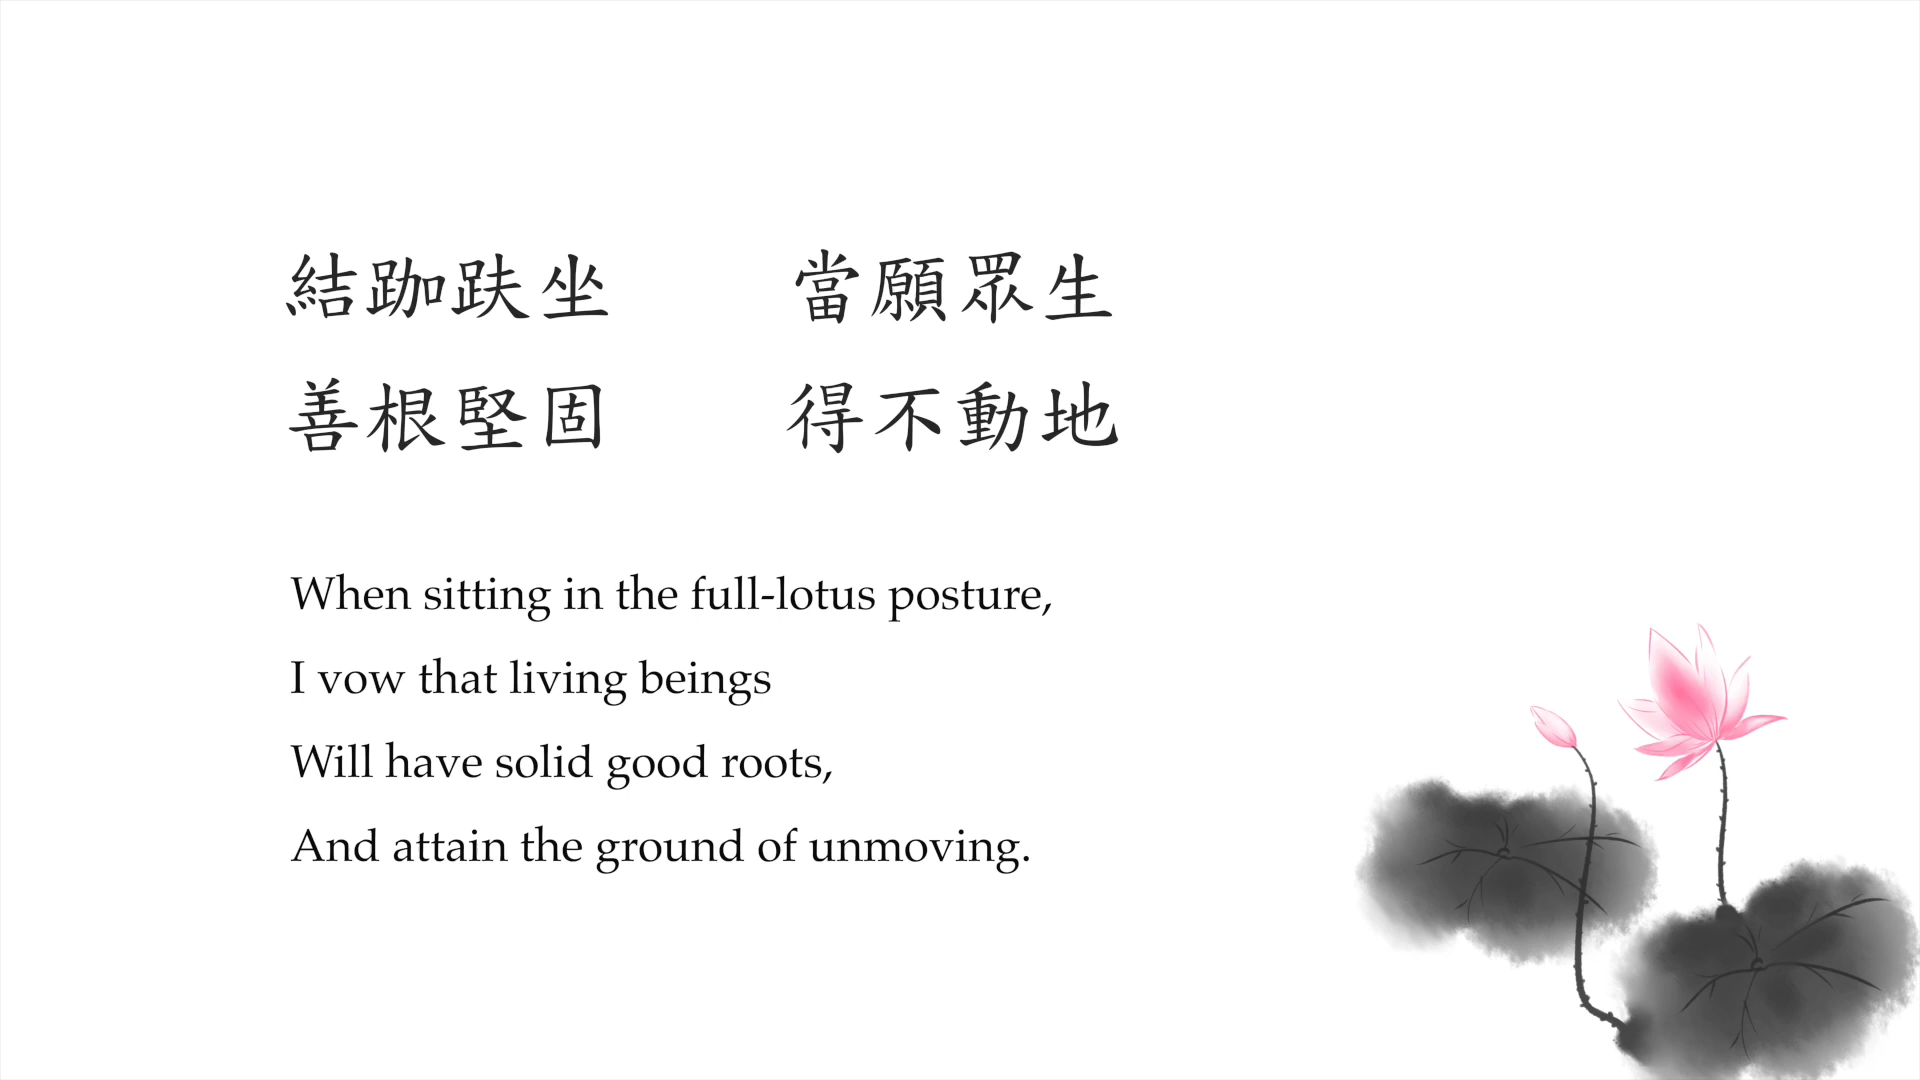 結跏趺坐 當願眾生
善根堅固 得不動地
When sitting in the full-lotus posture,
I vow that living beings
Will have solid good roots,
And attain the ground of unmoving.